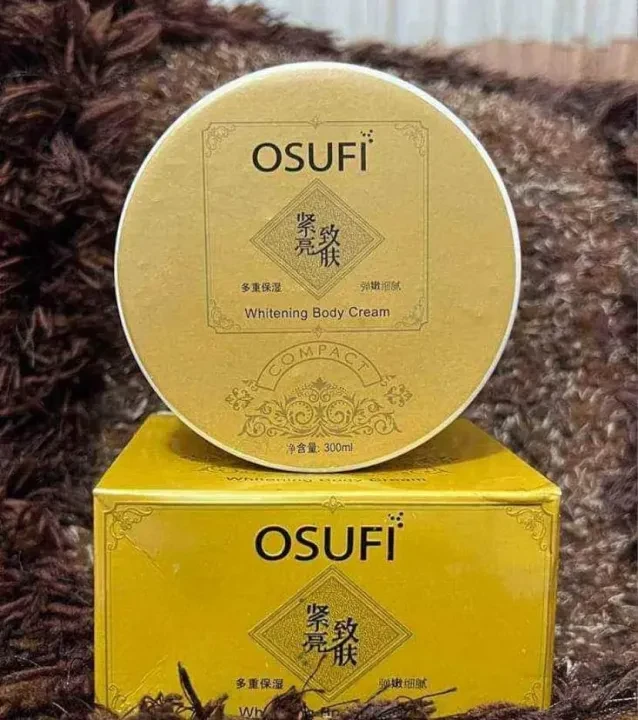 OSUFI
紧致
亮肤
多重保湿 弹嫩细腻
Whitening Body Cream
COMPACT
净含量: 300ml
Whitening Body Cream
OSUFI
紧致
亮肤
多重保湿 弹嫩细腻